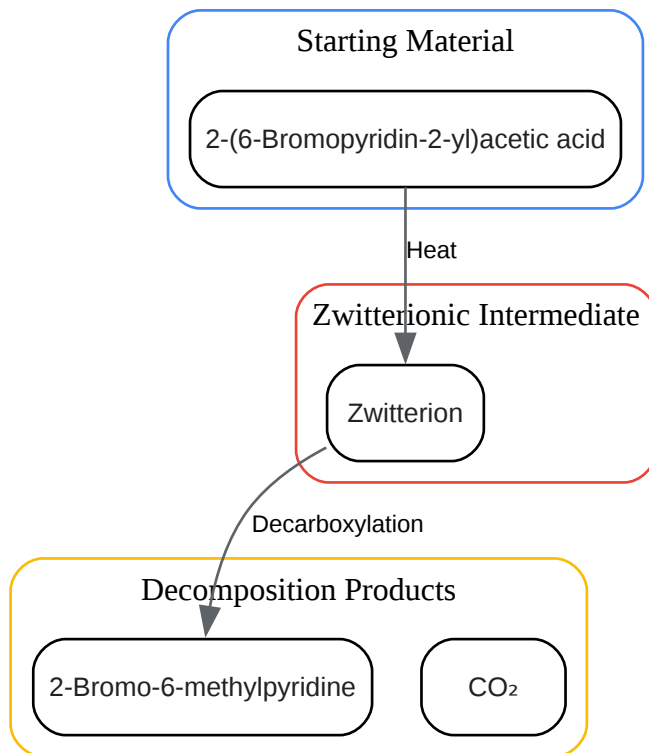 Starting Material
2-(6-Bromopyridin-2-yl)acetic acid
Heat
Zwitterionic Intermediate
Zwitterion
Decarboxylation
Decomposition Products
2-Bromo-6-methylpyridine
CO₂